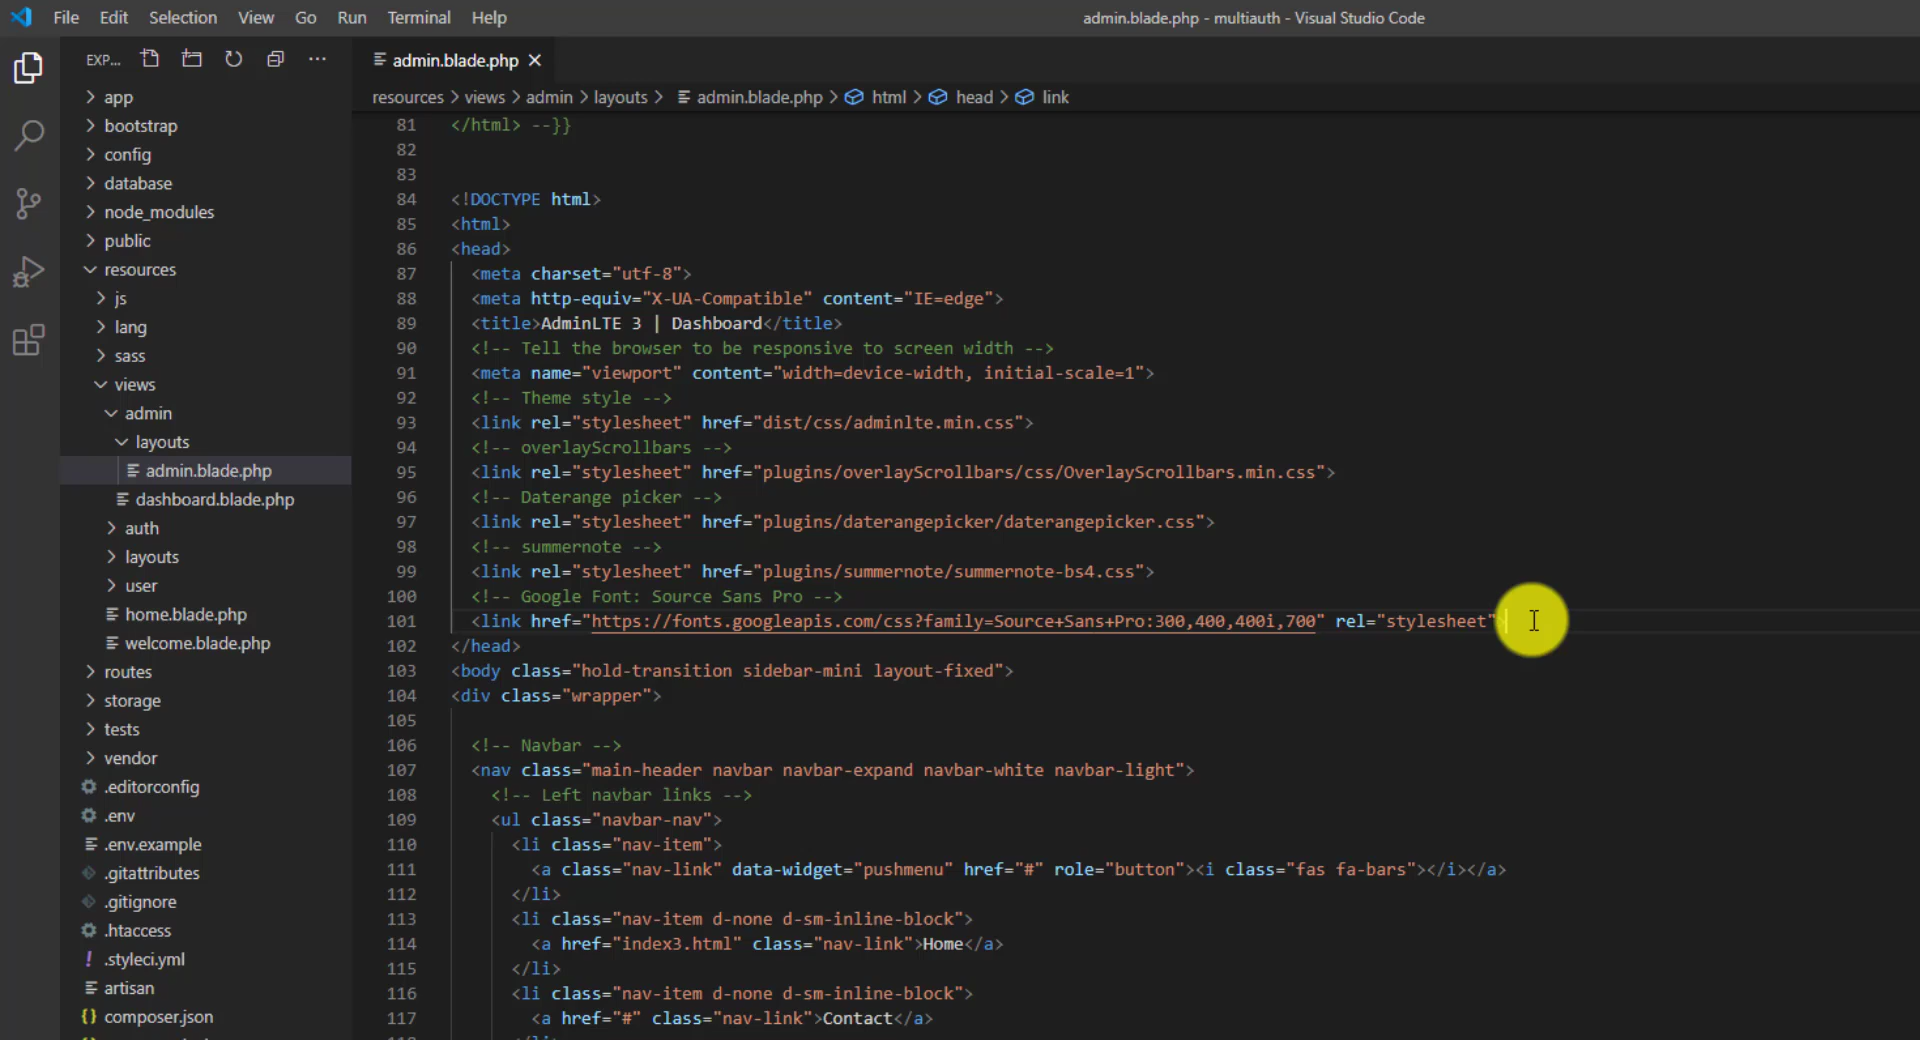 File Edit Selection View Go Run Terminal Help
admin.blade.php - multiauth - Visual Studio Code
EXP...
app
bootstrap
config
database
node_modules
public
resources
js
lang
sass
views
admin
layouts
admin.blade.php
dashboard.blade.php
auth
layouts
user
home.blade.php
welcome.blade.php
routes
storage
tests
vendor
.editorconfig
.env
.env.example
.gitattributes
.gitignore
.htaccess
! .styleci.yml
artisan
{} composer.json
admin.blade.php
resources > views > admin > layouts > admin.blade.php > html > head > link
81 </html> --}}
82
83
84 <!DOCTYPE html>
85 <html>
86 <head>
87 <meta charset="utf-8">
88 <meta http-equiv="X-UA-Compatible" content="IE=edge">
89 <title>AdminLTE 3 | Dashboard</title>
90 <!-- Tell the browser to be responsive to screen width -->
91 <meta name="viewport" content="width=device-width, initial-scale=1">
92 <!-- Theme style -->
93 <link rel="stylesheet" href="dist/css/adminlte.min.css">
94 <!-- overlayScrollbars -->
95 <link rel="stylesheet" href="plugins/overlayScrollbars/css/OverlayScrollbars.min.css">
96 <!-- Daterange picker -->
97 <link rel="stylesheet" href="plugins/daterangepicker/daterangepicker.css">
98 <!-- summernote -->
99 <link rel="stylesheet" href="plugins/summernote/summernote-bs4.css">
100 <!-- Google Font: Source Sans Pro -->
101 <link href="https://fonts.googleapis.com/css?family=Source+Sans+Pro:300,400,400i,700" rel="stylesheet">
102 </head>
103 <body class="hold-transition sidebar-mini layout-fixed">
104 <div class="wrapper">
105
106 <!-- Navbar -->
107 <nav class="main-header navbar navbar-expand navbar-white navbar-light">
108 <!-- Left navbar links -->
109 <ul class="navbar-nav">
110 <li class="nav-item">
111 <a class="nav-link" data-widget="pushmenu" href="#" role="button"><i class="fas fa-bars"></i></a>
112 </li>
113 <li class="nav-item d-none d-sm-inline-block">
114 <a href="index3.html" class="nav-link">Home</a>
115 </li>
116 <li class="nav-item d-none d-sm-inline-block">
117 <a href="#" class="nav-link">Contact</a>